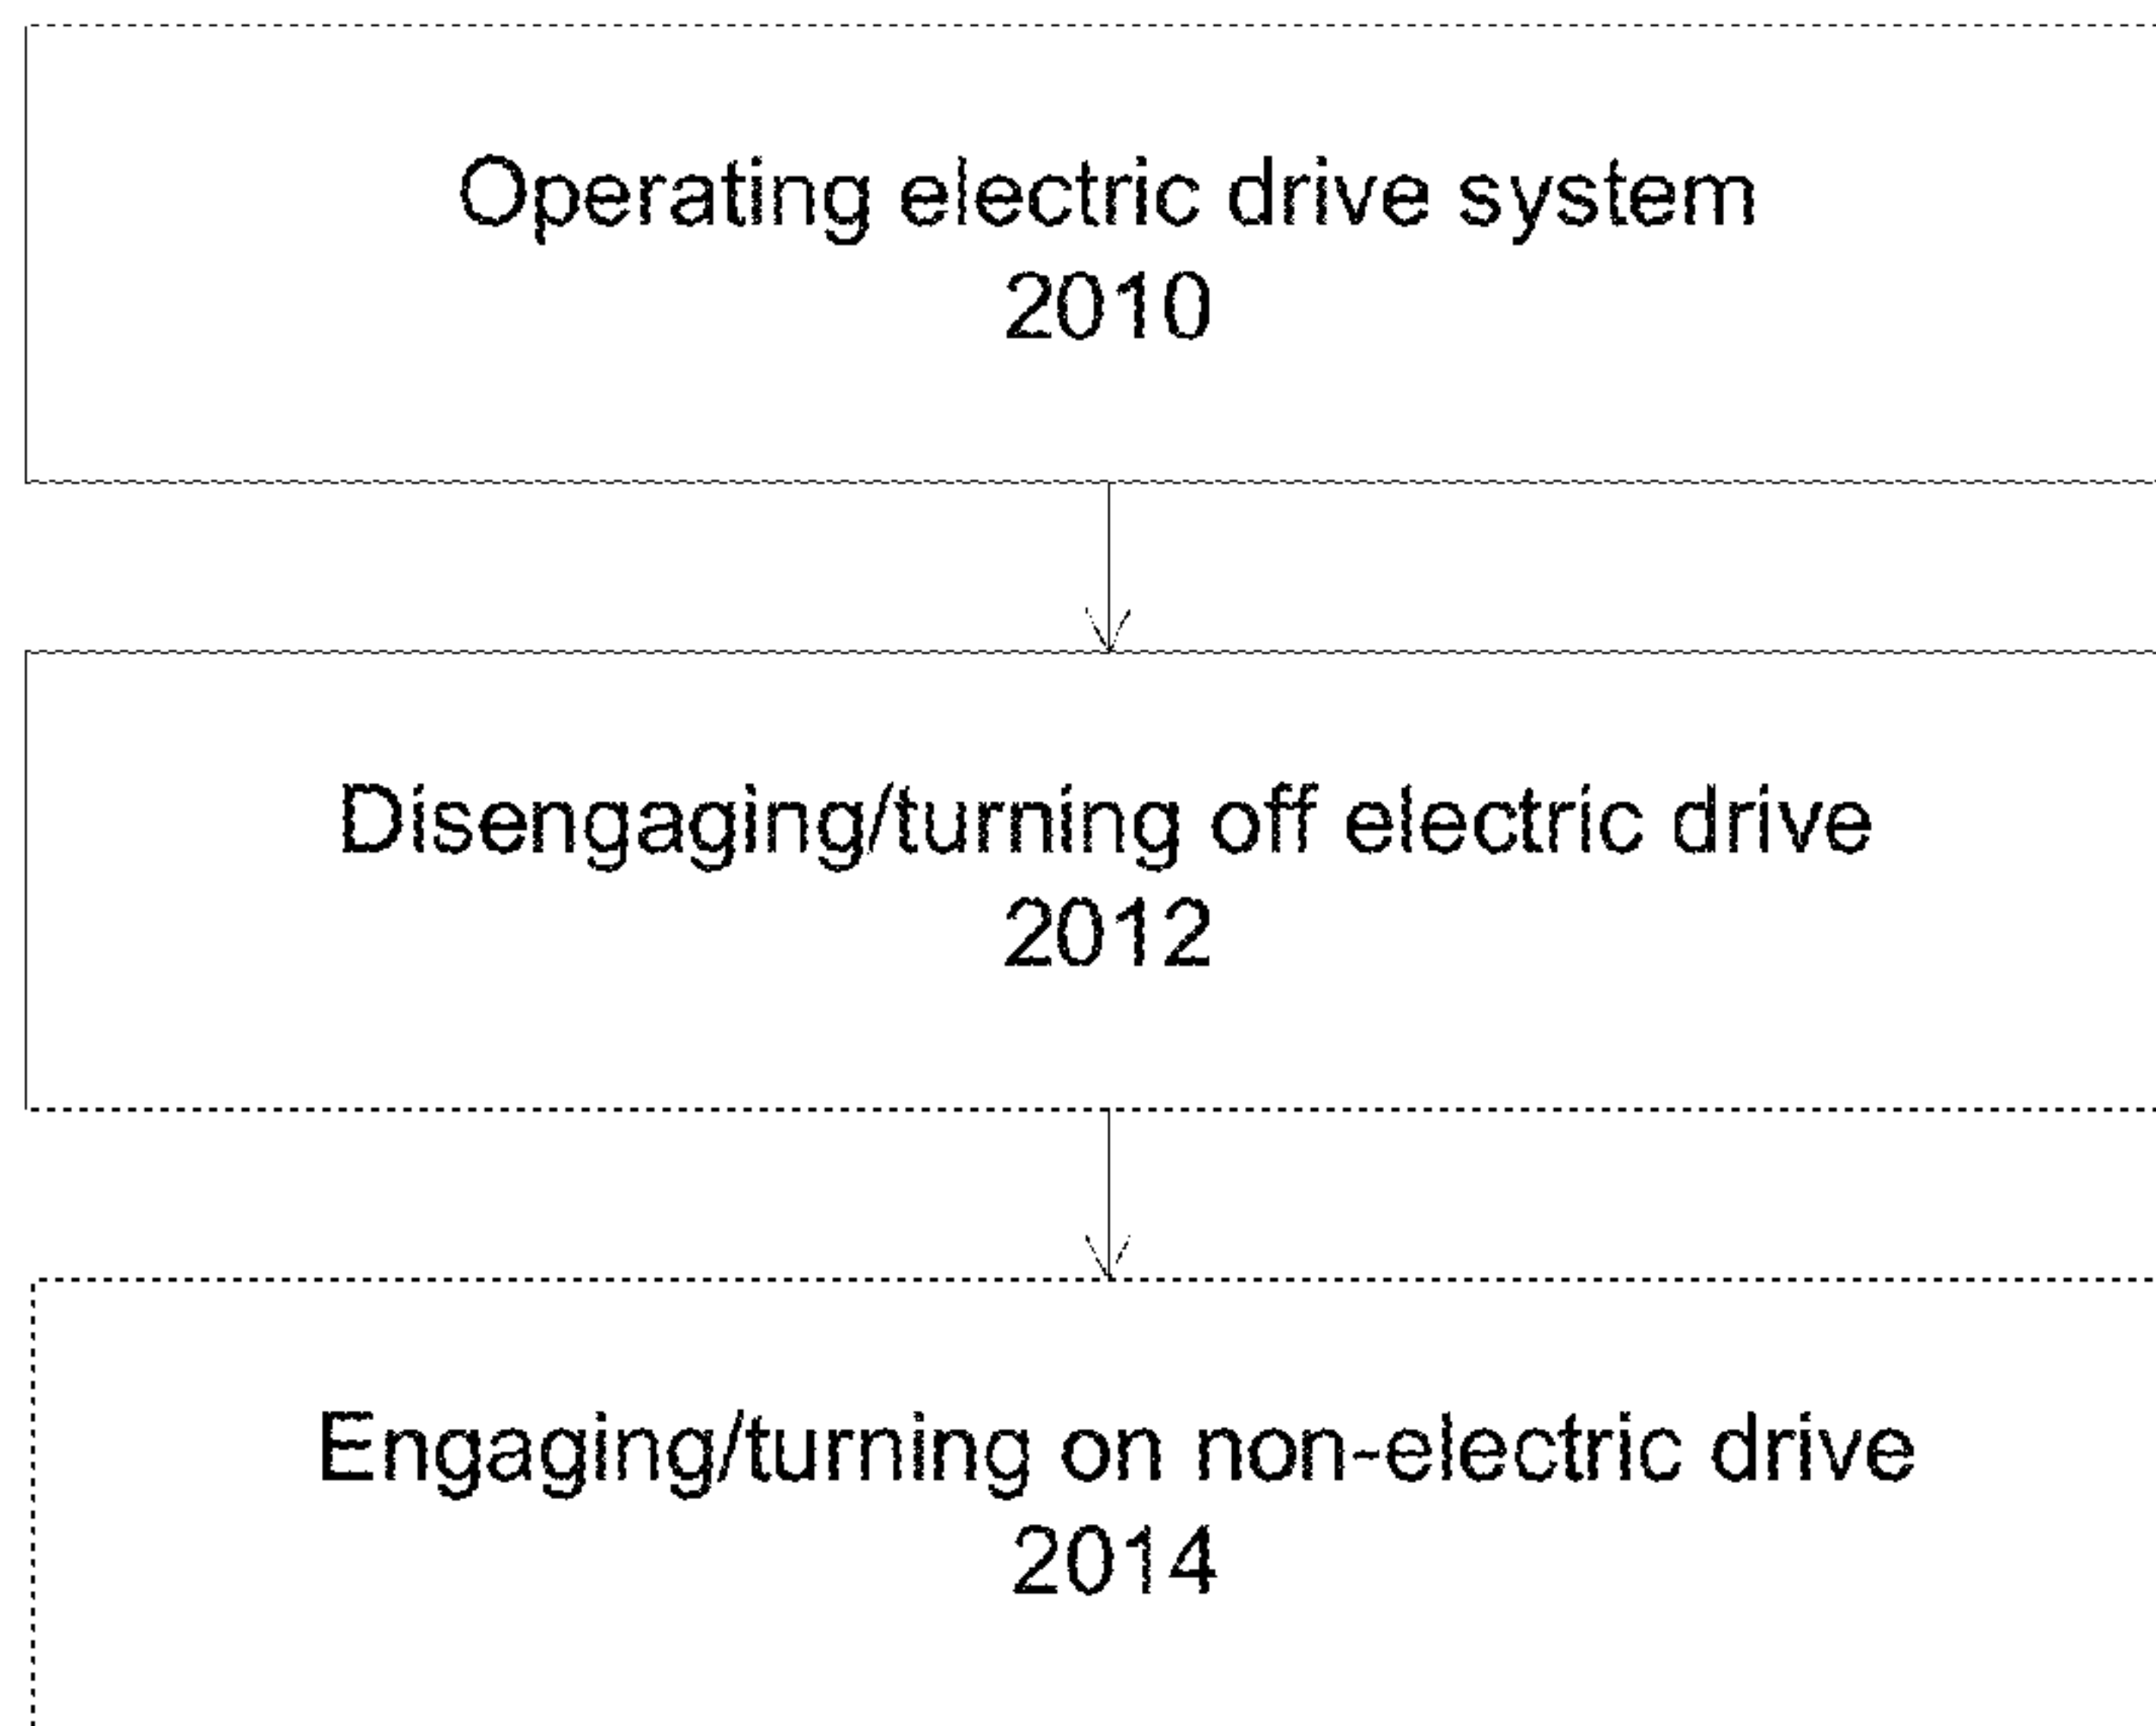 Operating electric drive system
2010
Disengaging/turning off electric drive
2012
Engaging/turning on non-electric drive
2014